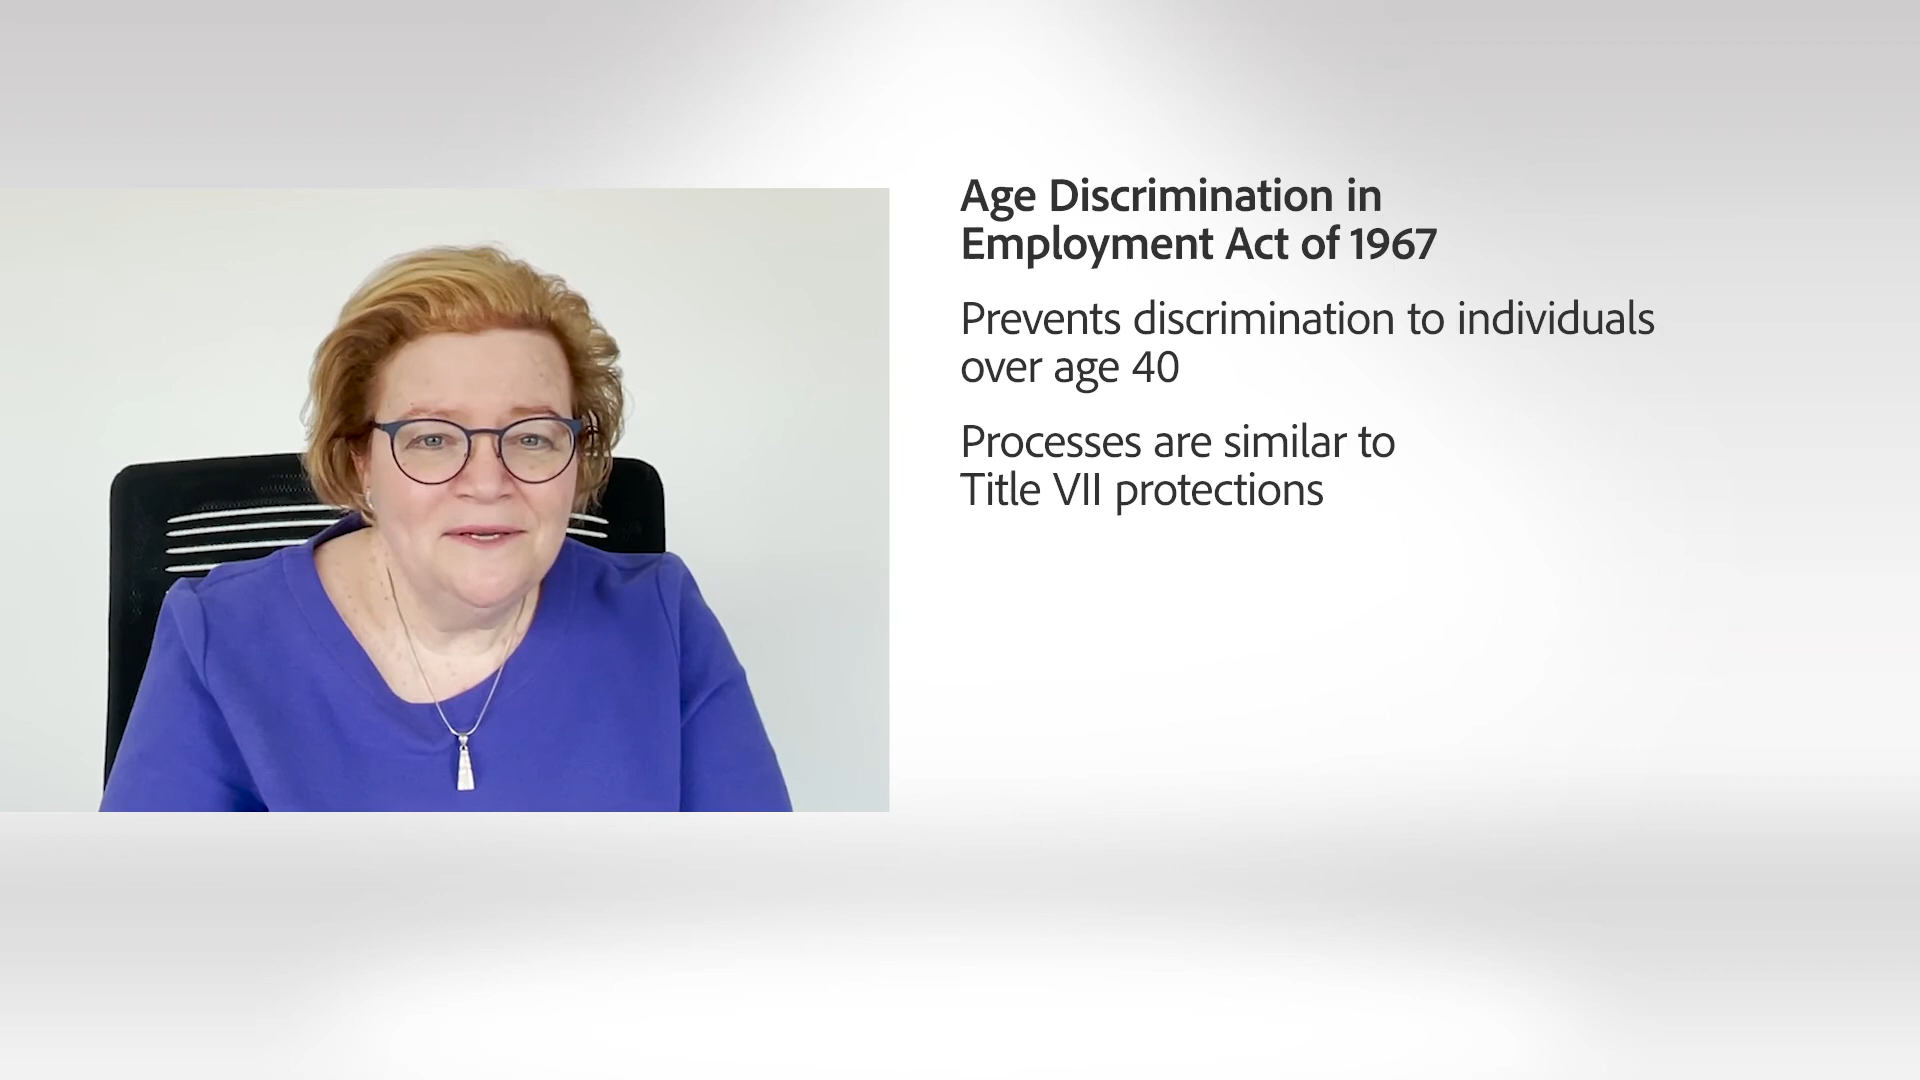 Age Discrimination in
Employment Act of 1967
Prevents discrimination to individuals
over age 40
Processes are similar to
Title VII protections